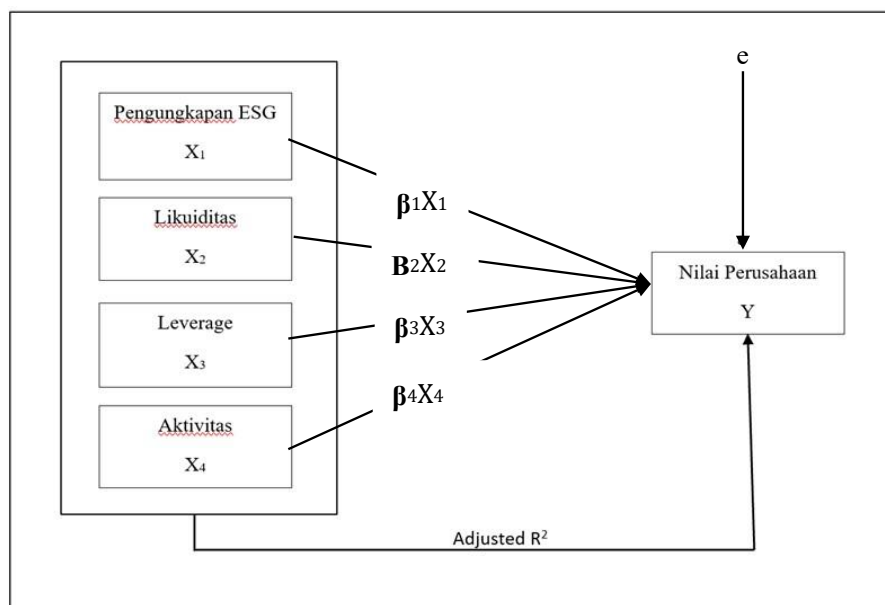 e
Pengungkapan ESG
X₁
β1X1
Likuiditas
X₂
B2X2
Nilai Perusahaan
Y
Leverage
X₃
β3X3
β4X4
Aktivitas
X₄
Adjusted R²